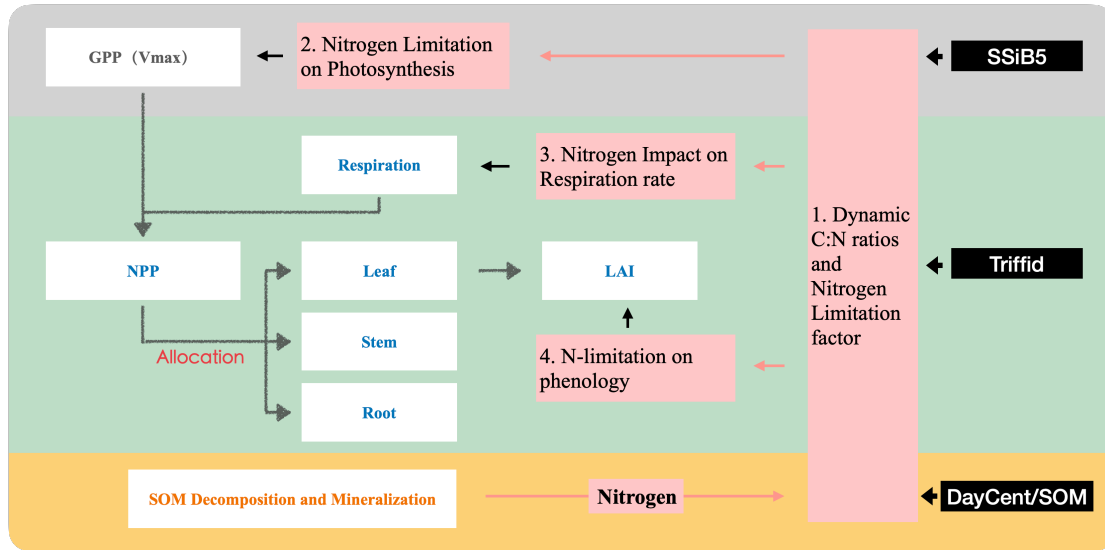 GPP（Vmax）
2. Nitrogen Limitation
on Photosynthesis
SSiB5
Respiration
3. Nitrogen Impact on
Respiration rate
1. Dynamic
C:N ratios
and
Nitrogen
Limitation
factor
NPP
Leaf
LAI
Triffid
Allocation
Stem
4. N-limitation on
phenology
Root
SOM Decomposition and Mineralization
Nitrogen
DayCent/SOM